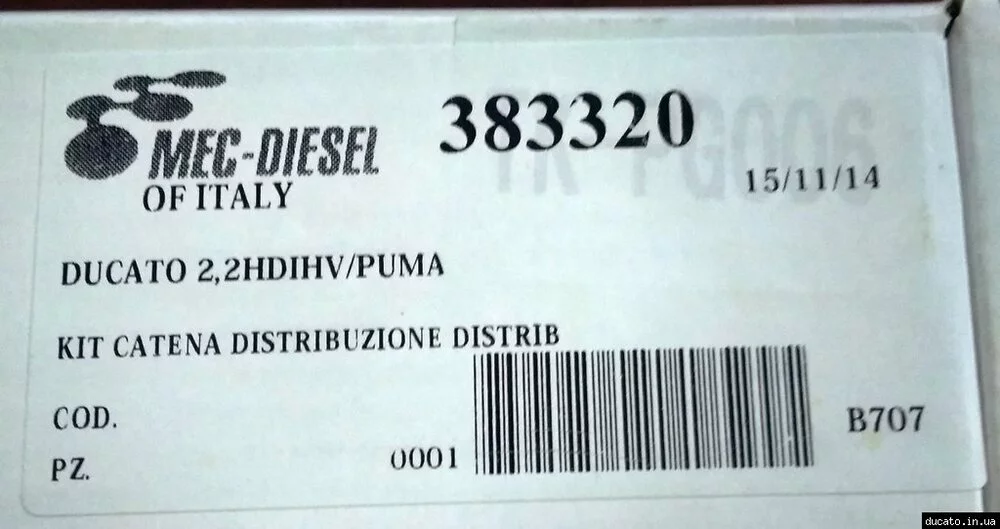 MEC-DIESEL
OF ITALY
383320
15/11/14
DUCATO 2,2HDIHV/PUMA
KIT CATENA DISTRIBUZIONE DISTRIB
COD.
B707
PZ.
0001
ducato.in.ua